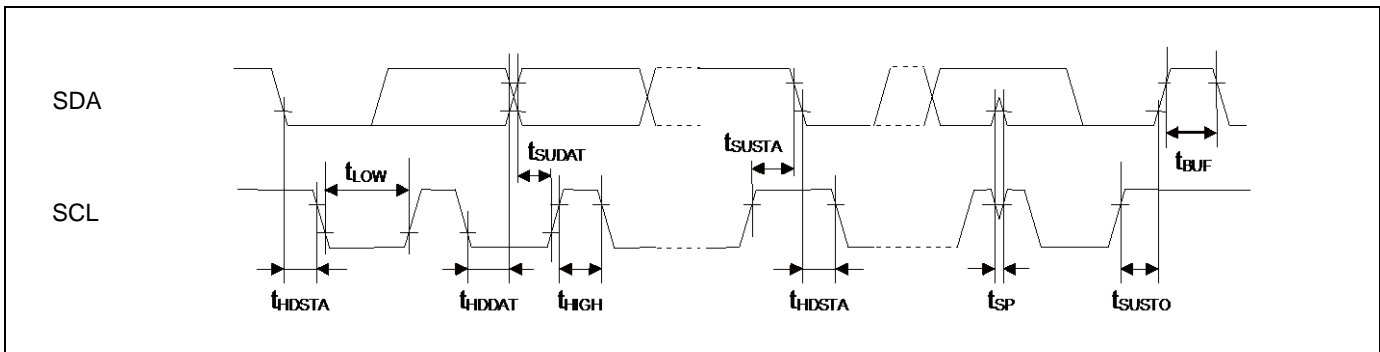 SDA
tSUDAT
tSUSTA
tBUF
tLOW
SCL
tHDSTA
tHDDAT
tHIGH
tHDSTA
tSP
tSUSTO